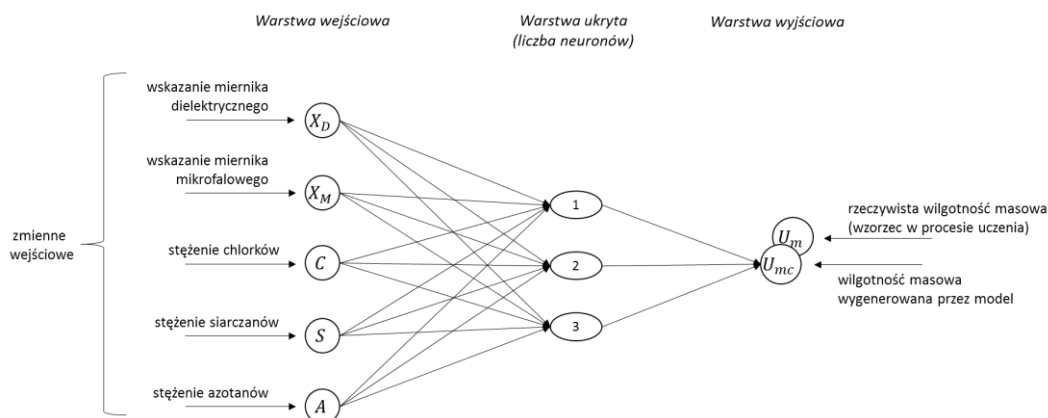 Warstwa wejściowa
Warstwa ukryta
(liczba neuronów)
Warstwa wyjściowa
zmienne
wejściowe
wskazanie miernika
dielektrycznego
X_D
wskazanie miernika
mikrofalowego
X_M
stężenie chlorków
C
stężenie siarczanów
S
stężenie azotanów
A
1
2
3
U_m
U_mc
rzeczywista wilgotność masowa
(wzorzec w procesie uczenia)
wilgotność masowa
wygenerowana przez model